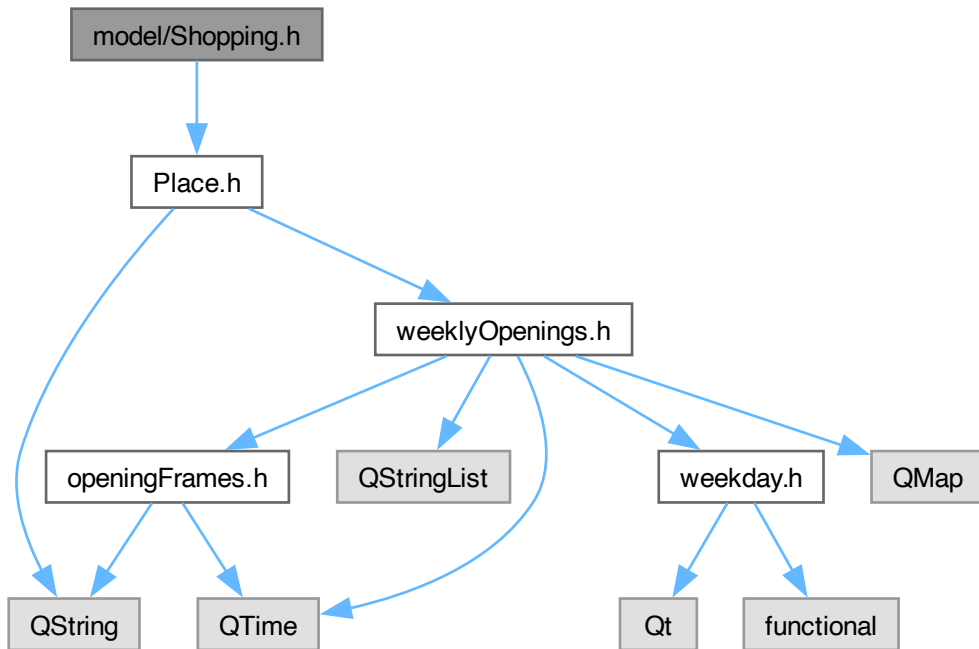 model/Shopping.h
Place.h
weeklyOpenings.h
openingFrames.h
QStringList
weekday.h
QMap
QString
QTime
Qt
functional